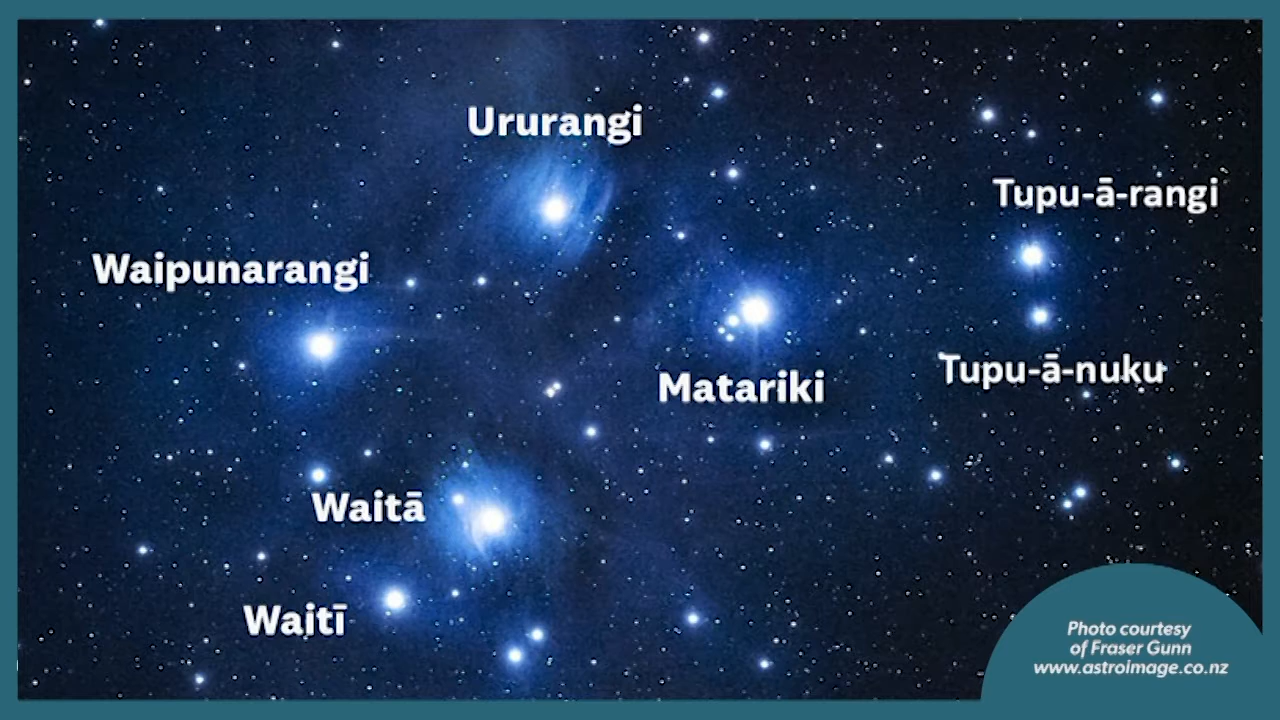 Ururangi
Tupu-ā-rangi
Waipunarangi
Matariki
Tupu-ā-nuku
Waitā
Waitī
Photo courtesy
of Fraser Gunn
www.astroimage.co.nz